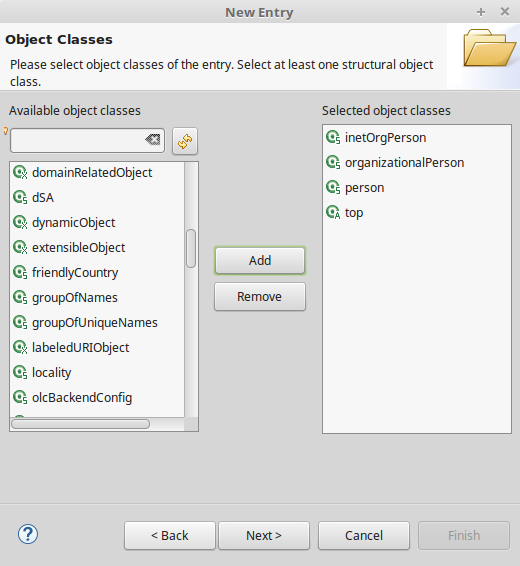 New Entry
Object Classes
Please select object classes of the entry. Select at least one structural object
class.
Available object classes
Selected object classes
domainRelatedObject
dSA
dynamicObject
extensibleObject
friendlyCountry
groupOfNames
groupOfUniqueNames
labeledURIObject
locality
olcBackendConfig
Add
Remove
inetOrgPerson
organizationalPerson
person
top
?
< Back
Next >
Cancel
Finish